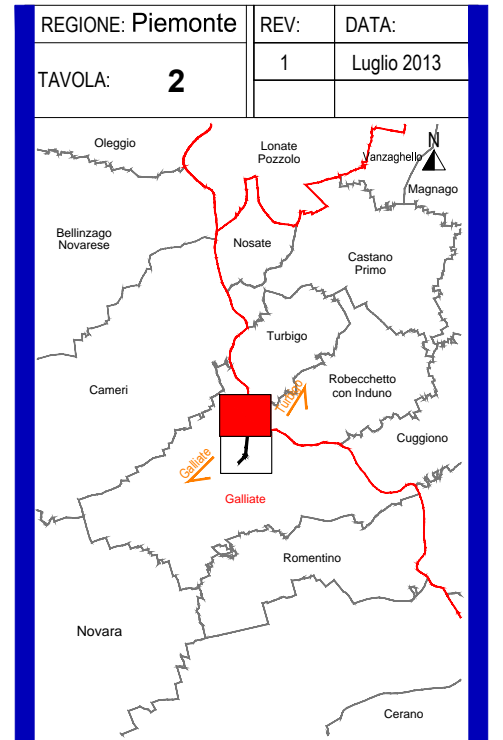 REGIONE: Piemonte REV: DATA:
1 Luglio 2013
TAVOLA: 2
Oleggio
Lonate
Pozzolo
N
Vanzaghello
Magnago
Bellinzago
Novarese
Nosate
Castano
Primo
Turbigo
Robecchetto
con Induno
Cameri
Turbigo
Cuggiono
Galliate
Galliate
Romentino
Novara
Cerano